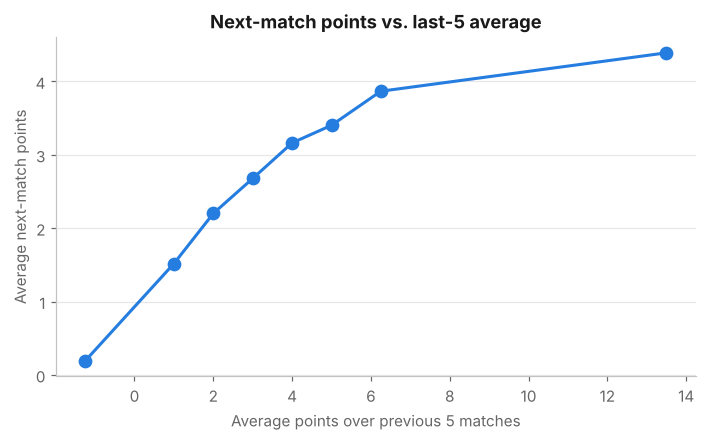 Next-match points vs. last-5 average
Average next-match points
4
3
2
1
0
0 2 4 6 8 10 12 14
Average points over previous 5 matches